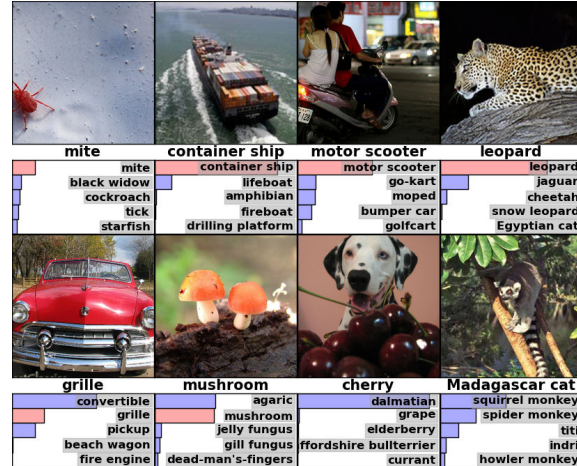 mite
container ship
motor scooter
leopard
mite
black widow
cockroach
tick
starfish
container ship
lifeboat
amphibian
fireboat
drilling platform
motor scooter
go-kart
moped
bumper car
golfcart
leopard
jaguar
cheetah
snow leopard
Egyptian cat
grille
mushroom
cherry
Madagascar cat
convertible
grille
pickup
beach wagon
fire engine
agaric
mushroom
jelly fungus
gill fungus
dead-man's-fingers
dalmatian
grape
elderberry
ffordshire bullterrier
currant
squirrel monkey
spider monkey
titi
indri
howler monkey